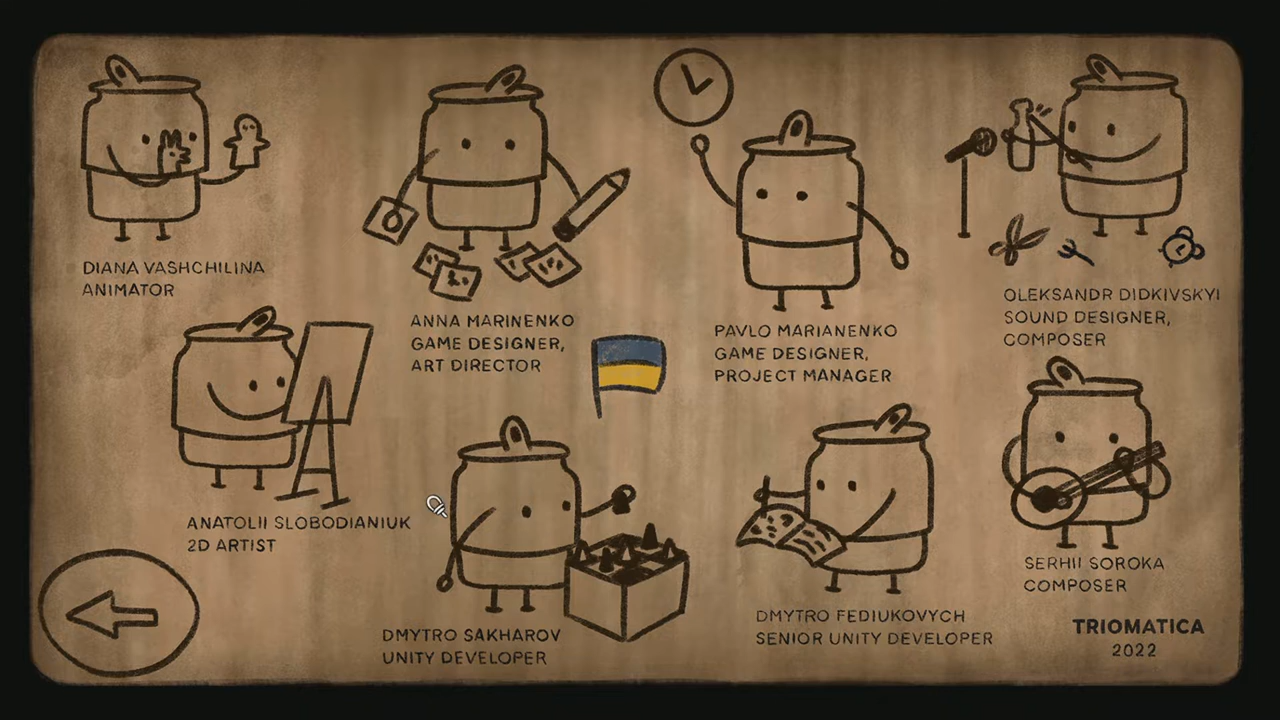 DIANA VASHCHILINA
ANIMATOR
ANNA MARINENKO
GAME DESIGNER,
ART DIRECTOR
PAVLO MARIANENKO
GAME DESIGNER,
PROJECT MANAGER
OLEKSANDR DIDKIVSKYI
SOUND DESIGNER,
COMPOSER
ANATOLII SLOBODIANIUK
2D ARTIST
DMYTRO SAKHAROV
UNITY DEVELOPER
DMYTRO FEDIUKOVYCH
SENIOR UNITY DEVELOPER
SERHII SOROKA
COMPOSER
TRIOMATICA
2022